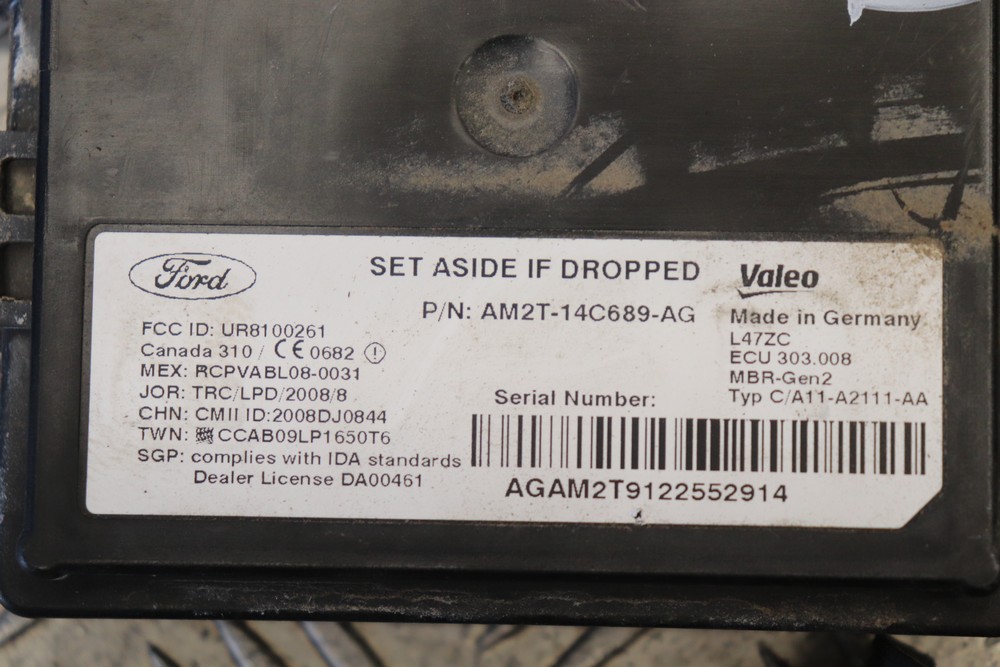 Ford
SET ASIDE IF DROPPED
Valeo
P/N: AM2T-14C689-AG
Made in Germany
L47ZC
ECU 303.008
MBR-Gen2
Typ C/A11-A2111-AA
FCC ID: UR8100261
Canada 310 / CE 0682
MEX: RCPVABL08-0031
JOR: TRC/LPD/2008/8
CHN: CMII ID:2008DJ0844
TWN: CCAB09LP1650T6
SGP: complies with IDA standards
Dealer License DA00461
Serial Number:
AGAM2T9122552914